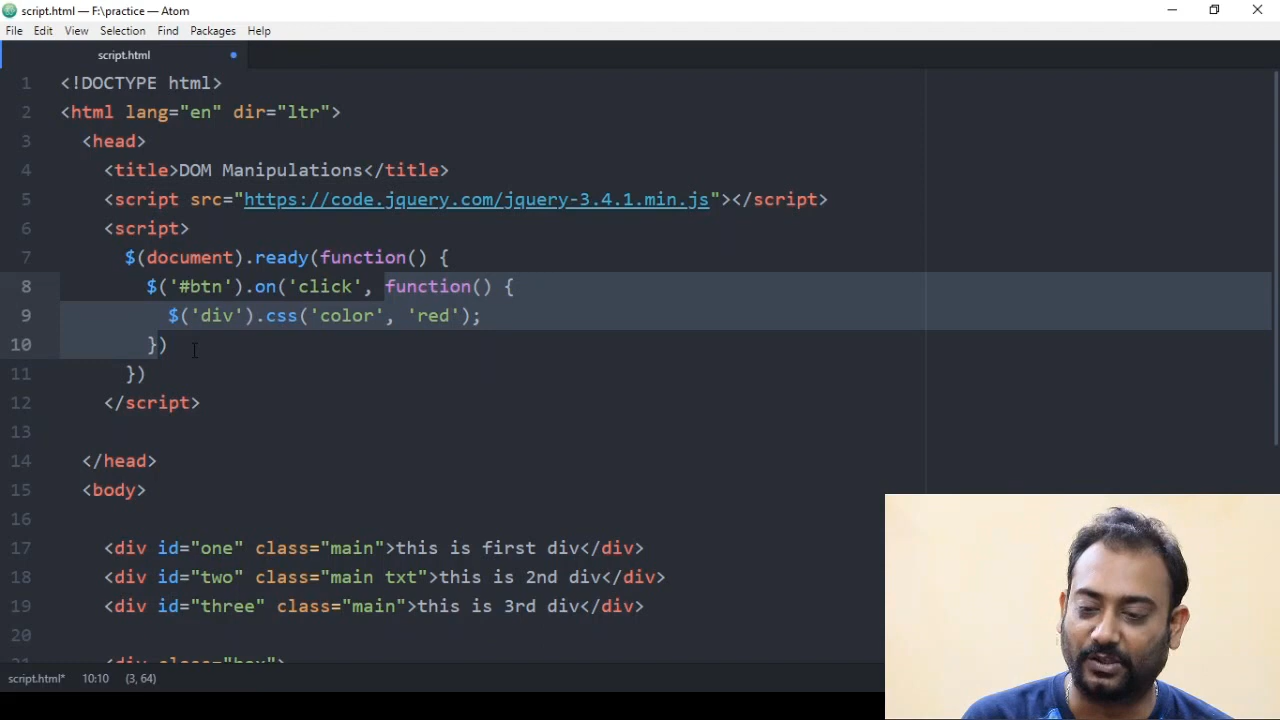 script.html — F:\practice — Atom
File Edit View Selection Find Packages Help
script.html
1 <!DOCTYPE html>
2 <html lang="en" dir="ltr">
3 <head>
4 <title>DOM Manipulations</title>
5 <script src="https://code.jquery.com/jquery-3.4.1.min.js"></script>
6 <script>
7 $(document).ready(function() {
8 $('#btn').on('click', function() {
9 $('div').css('color', 'red');
10 })
11 })
12 </script>
13
14 </head>
15 <body>
16
17 <div id="one" class="main">this is first div</div>
18 <div id="two" class="main txt">this is 2nd div</div>
19 <div id="three" class="main">this is 3rd div</div>
20
script.html* 10:10 (3, 64)